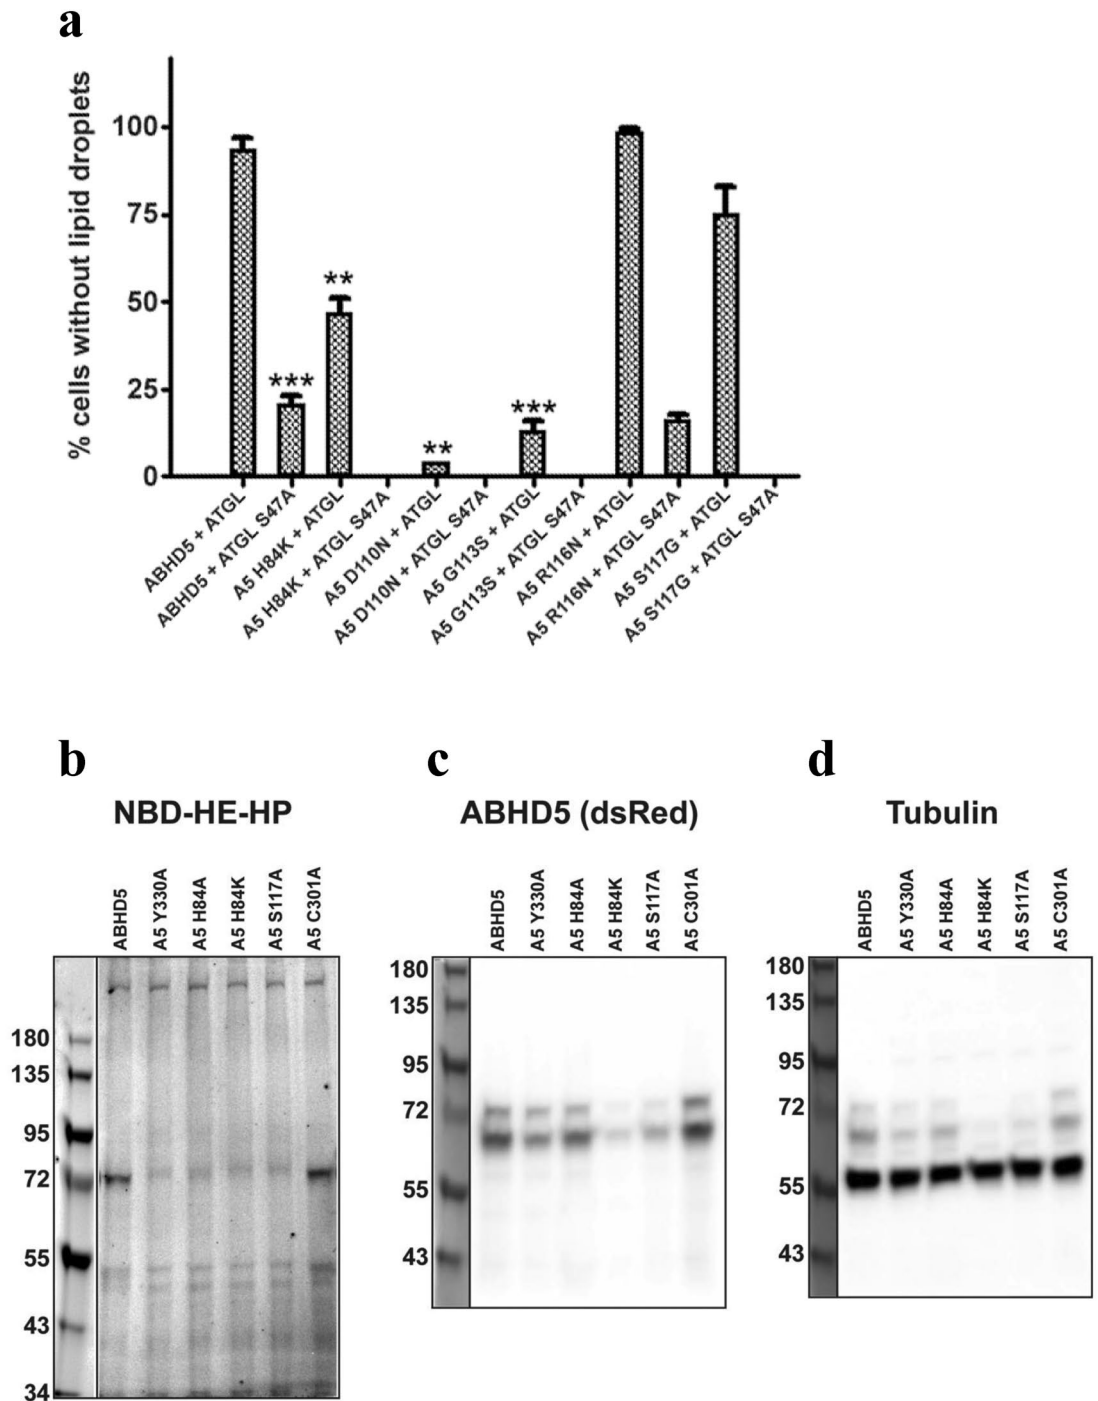 a
% cells without lipid droplets
100
75
50
25
0
***
**
**
***
ABHD5 + ATGL
ABHD5 + ATGL S47A
A5 H84K + ATGL
A5 H84K + ATGL S47A
A5 D110N + ATGL
A5 D110N + ATGL S47A
A5 G113S + ATGL
A5 G113S + ATGL S47A
A5 R116N + ATGL
A5 R116N + ATGL S47A
A5 S117G + ATGL
A5 S117G + ATGL S47A
b
NBD-HE-HP
ABHD5
A5 Y330A
A5 H84A
A5 H84K
A5 S117A
A5 C301A
180
135
95
72
55
43
34
c
ABHD5 (dsRed)
ABHD5
A5 Y330A
A5 H84A
A5 H84K
A5 S117A
A5 C301A
180
135
95
72
55
43
d
Tubulin
ABHD5
A5 Y330A
A5 H84A
A5 H84K
A5 S117A
A5 C301A
180
135
95
72
55
43